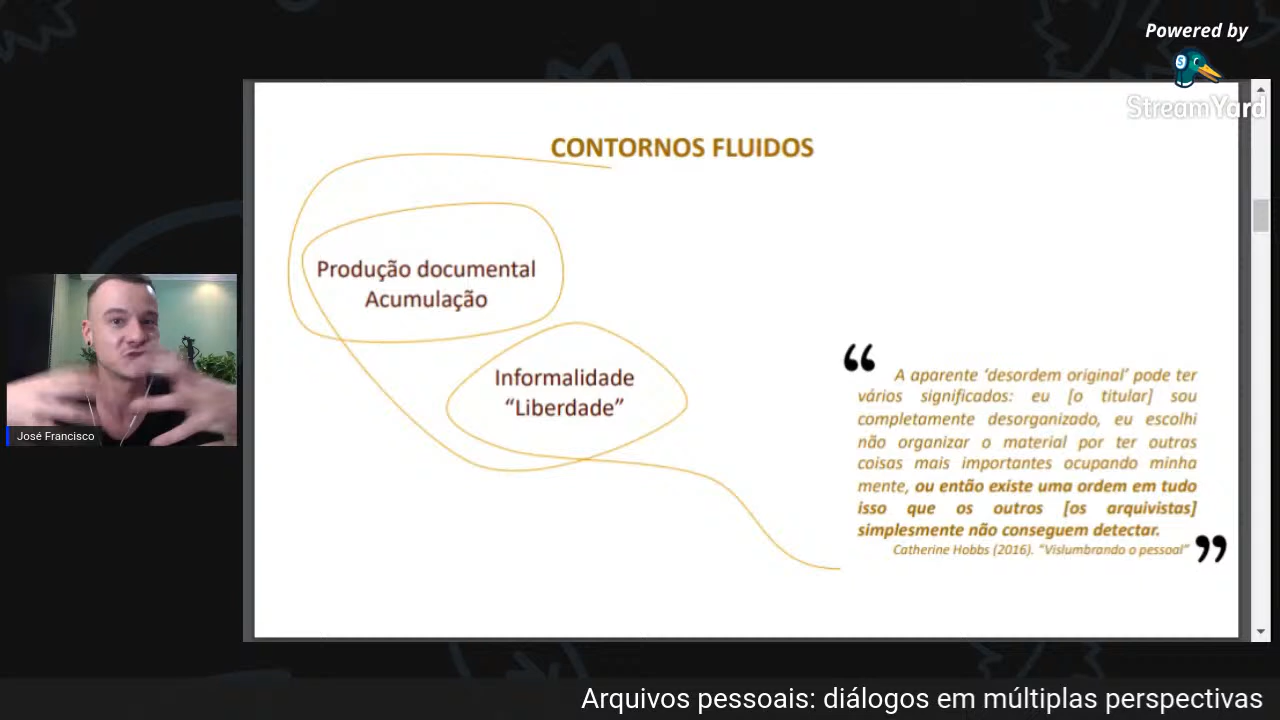 Powered by
StreamYard
CONTORNOS FLUIDOS
Produção documental
Acumulação
Informalidade
“Liberdade”
“
A aparente ‘desordem original’ pode ter
vários significados: eu [o titular] sou
completamente desorganizado, eu escolhi
não organizar o material por ter outras
coisas mais importantes ocupando minha
mente, ou então existe uma ordem em tudo
isso que os outros [os arquivistas]
simplesmente não conseguem detectar.
Catherine Hobbs (2016). “Vislumbrando o pessoal”
”
José Francisco
Arquivos pessoais: diálogos em múltiplas perspectivas